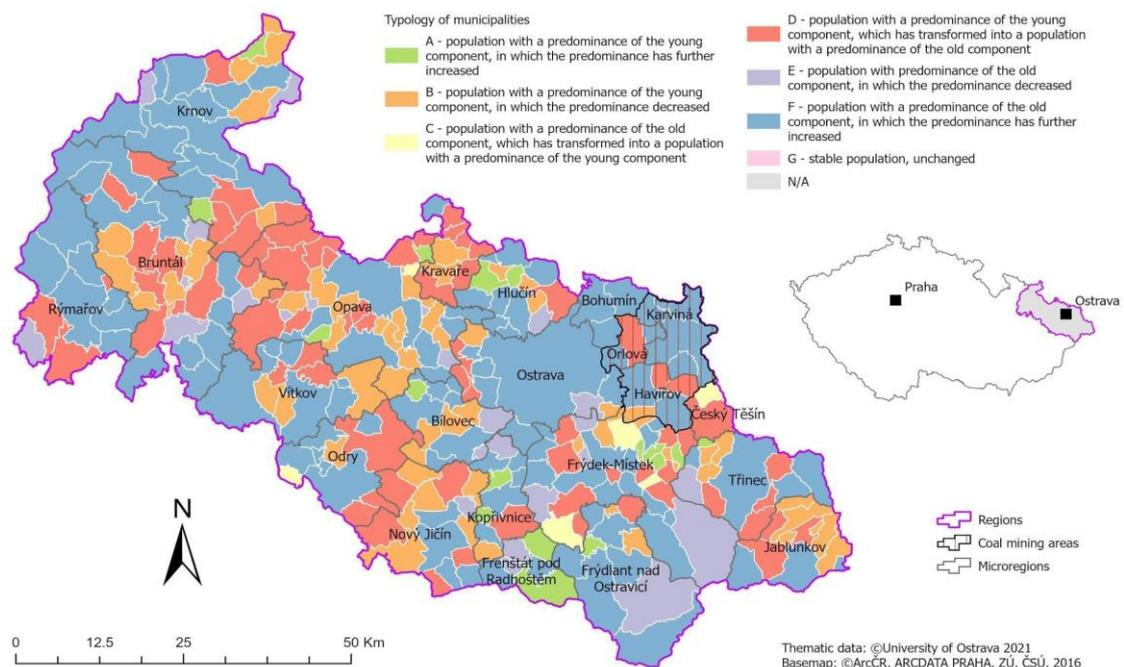 Typology of municipalities
A - population with a predominance of the young
component, in which the predominance has further
increased
B - population with a predominance of the young
component, in which the predominance decreased
C - population with a predominance of the old
component, which has transformed into a population
with a predominance of the young component
D - population with a predominance of the young
component, which has transformed into a population
with a predominance of the old component
E - population with predominance of the old
component, in which the predominance decreased
F - population with a predominance of the old
component, in which the predominance has further
increased
G - stable population, unchanged
N/A
Krnov
Bruntál
Rýmařov
Opava
Kravaře
Hlučín
Bohumín
Karviná
Orlová
Ostrava
Havířov
Český Těšín
Vítkov
Bílovec
Odry
Frýdek-Místek
Třinec
Kopřivnice
Nový Jičín
Jablunkov
Frenštát pod
Radhoštěm
Frýdlant nad
Ostravicí
Praha
Ostrava
N
Regions
Coal mining areas
Microregions
0 12.5 25 50 Km
Thematic data: ©University of Ostrava 2021
Basemap: ©ArcČR, ARCDATA PRAHA, ZÚ, ČSÚ, 2016